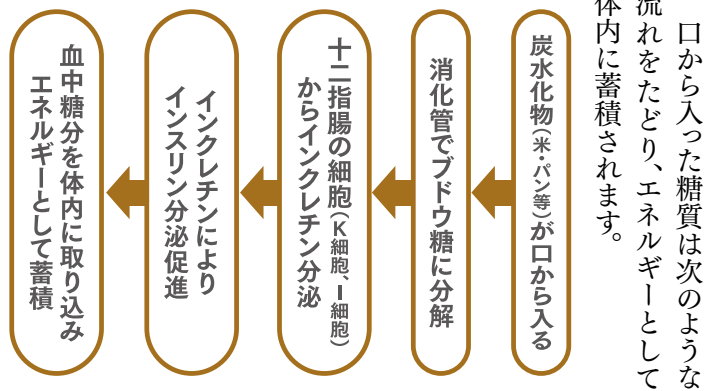 口から入った糖質は次のような
流れをたどり、エネルギーとして
体内に蓄積されます。
炭水化物(米・パン等)が口から入る
消化管でブドウ糖に分解
十二指腸の細胞(K細胞、I細胞)
からインクレチン分泌
インクレチンにより
インスリン分泌促進
血中糖分を体内に取り込み
エネルギーとして蓄積